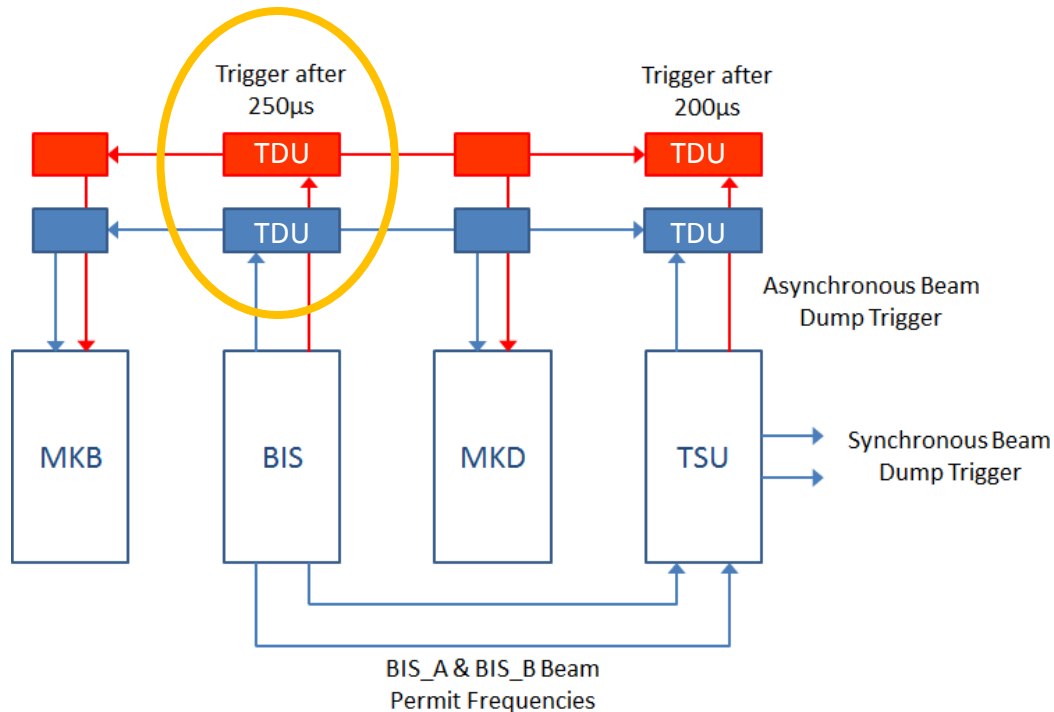 Trigger after
250µs
Trigger after
200µs
TDU
TDU
TDU
TDU
Asynchronous Beam
Dump Trigger
MKB
BIS
MKD
TSU
Synchronous Beam
Dump Trigger
BIS_A & BIS_B Beam
Permit Frequencies